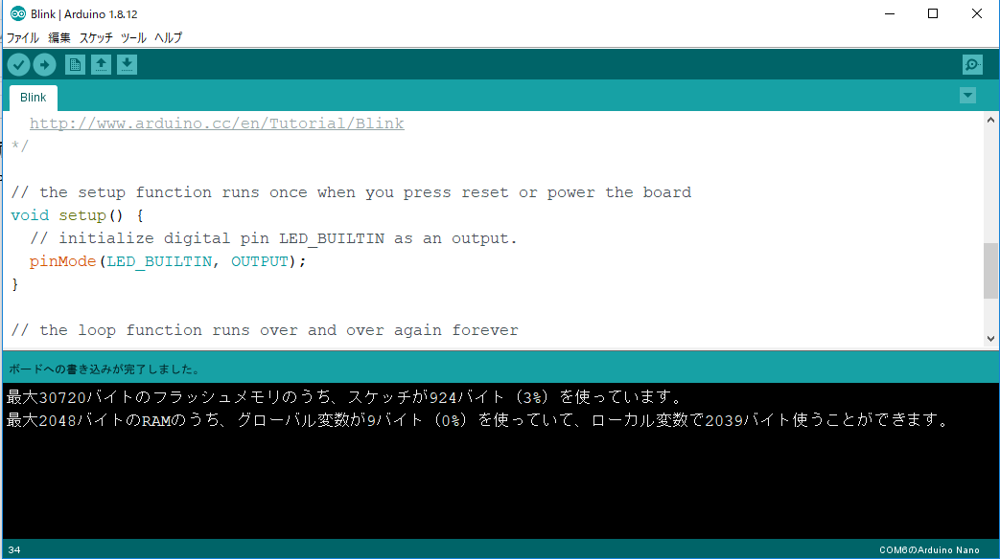 Blink | Arduino 1.8.12
ファイル 編集 スケッチ ツール ヘルプ
Blink
http://www.arduino.cc/en/Tutorial/Blink
*/
// the setup function runs once when you press reset or power the board
void setup() {
// initialize digital pin LED_BUILTIN as an output.
pinMode(LED_BUILTIN, OUTPUT);
}
// the loop function runs over and over again forever
ボードへの書き込みが完了しました。
最大30720バイトのフラッシュメモリのうち、スケッチが924バイト（3%）を使っています。
最大2048バイトのRAMのうち、グローバル変数が9バイト（0%）を使っていて、ローカル変数で2039バイト使うことができます。
34
COM6のArduino Nano